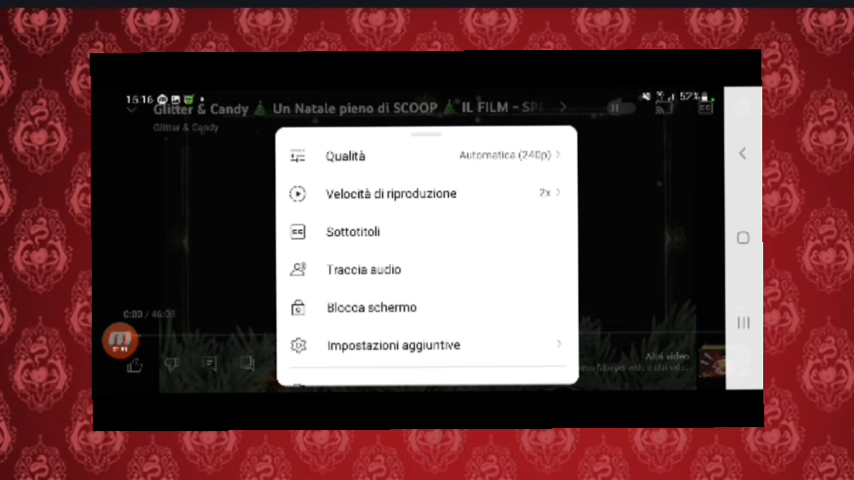 15:16
52%
Glitter & Candy 🎄 Un Natale pieno di SCOOP 🎄 IL FILM - SP
Glitter & Candy
Qualità Automatica (240p)
Velocità di riproduzione 2x
Sottotitoli
Traccia audio
Blocca schermo
Impostazioni aggiuntive
0:00 / 46:08
Altri video